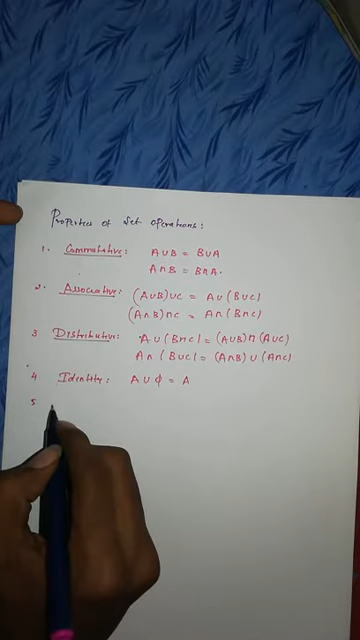 Properties of Set Operations:
1. Commutative: A∪B = B∪A
A∩B = B∩A.
2. Associative: (A∪B)∪C = A∪(B∪C)
(A∩B)∩C = A∩(B∩C)
3 Distributive: A∪(B∩C) = (A∪B)∩(A∪C)
A∩(B∪C) = (A∩B)∪(A∩C)
4 Identity: A∪ϕ = A
5